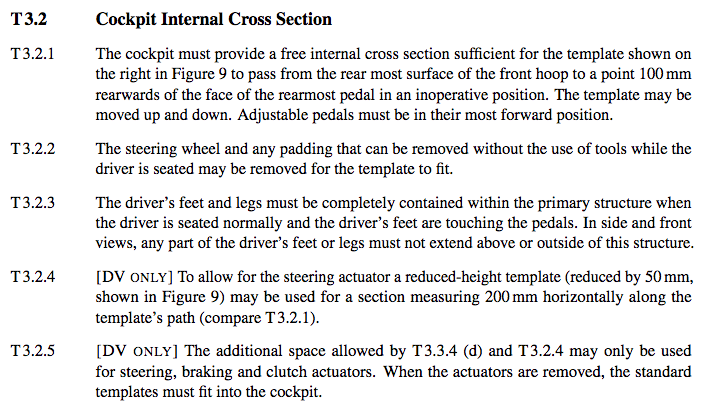 T3.2 Cockpit Internal Cross Section
T3.2.1 The cockpit must provide a free internal cross section sufficient for the template shown on
the right in Figure 9 to pass from the rear most surface of the front hoop to a point 100 mm
rearwards of the face of the rearmost pedal in an inoperative position. The template may be
moved up and down. Adjustable pedals must be in their most forward position.
T3.2.2 The steering wheel and any padding that can be removed without the use of tools while the
driver is seated may be removed for the template to fit.
T3.2.3 The driver's feet and legs must be completely contained within the primary structure when
the driver is seated normally and the driver's feet are touching the pedals. In side and front
views, any part of the driver's feet or legs must not extend above or outside of this structure.
T3.2.4 [DV ONLY] To allow for the steering actuator a reduced-height template (reduced by 50 mm,
shown in Figure 9) may be used for a section measuring 200 mm horizontally along the
template's path (compare T3.2.1).
T3.2.5 [DV ONLY] The additional space allowed by T3.3.4 (d) and T3.2.4 may only be used
for steering, braking and clutch actuators. When the actuators are removed, the standard
templates must fit into the cockpit.